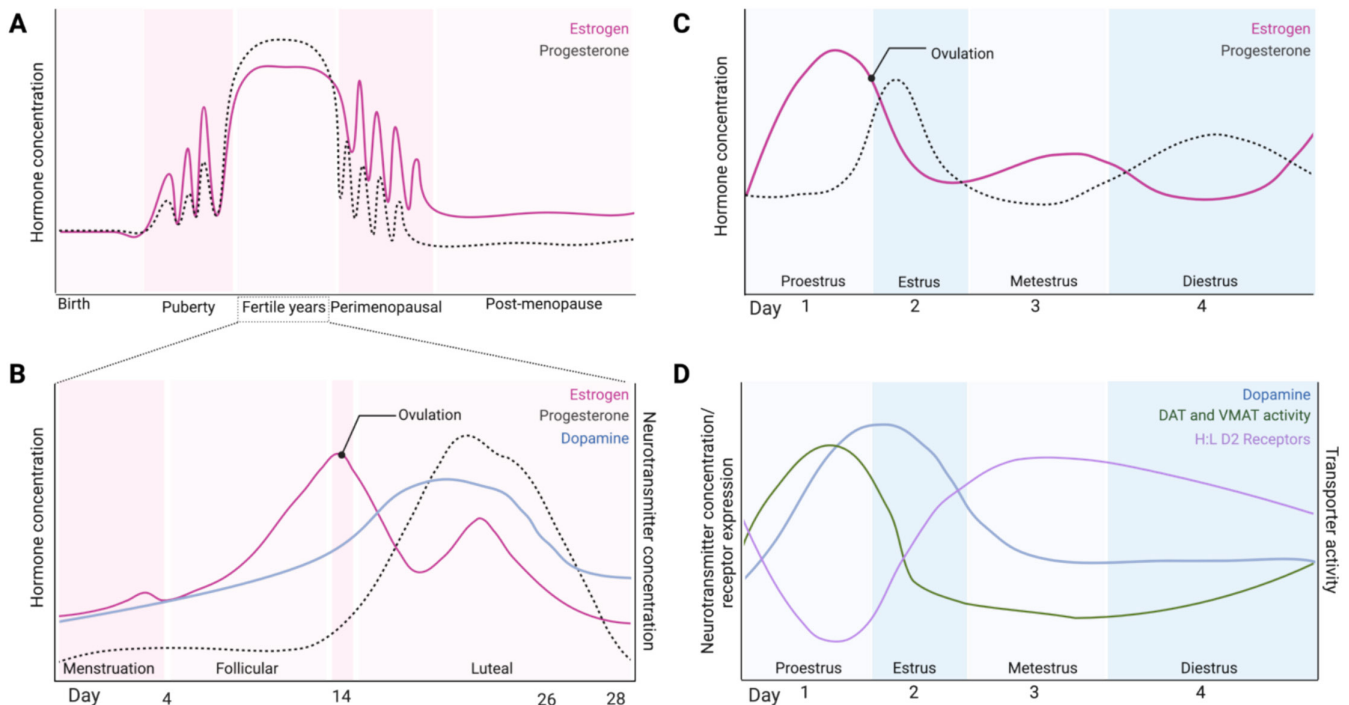 A
Estrogen
Progesterone
Hormone concentration
Birth
Puberty
Fertile years
Perimenopausal
Post-menopause
B
Estrogen
Progesterone
Dopamine
Ovulation
Hormone concentration
Neurotransmitter concentration
Menstruation
Follicular
Luteal
Day
4
14
26
28
C
Estrogen
Progesterone
Ovulation
Hormone concentration
Proestrus
Estrus
Metestrus
Diestrus
Day
1
2
3
4
D
Dopamine
DAT and VMAT activity
H:L D2 Receptors
Neurotransmitter concentration/
receptor expression
Transporter activity
Proestrus
Estrus
Metestrus
Diestrus
Day
1
2
3
4